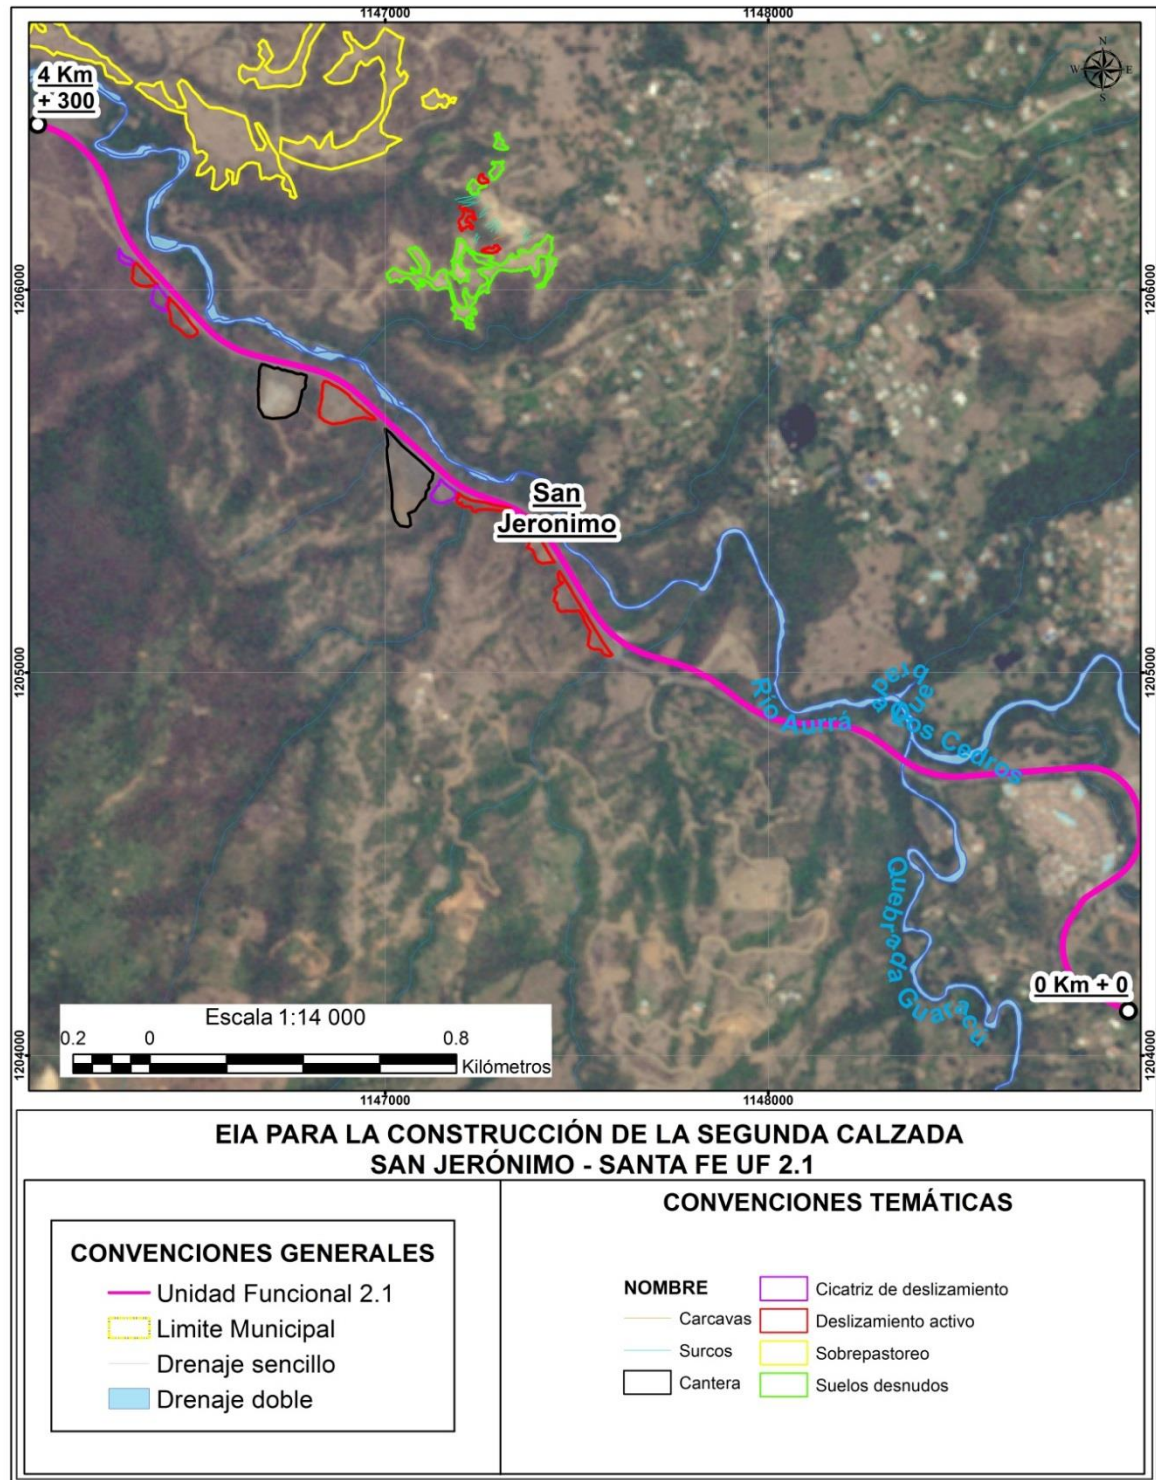 1147000
1148000
N
W E
S
4 Km
+ 300
1206000
1206000
San
Jeronimo
1205000
1205000
Río Aurrá
Quebrada
Los Cedros
Quebrada Guaracú
0 Km + 0
1204000
1204000
Escala 1:14 000
0.2 0 0.8
Kilómetros
1147000
1148000
EIA PARA LA CONSTRUCCIÓN DE LA SEGUNDA CALZADA
SAN JERÓNIMO - SANTA FE UF 2.1
CONVENCIONES GENERALES
Unidad Funcional 2.1
Limite Municipal
Drenaje sencillo
Drenaje doble
CONVENCIONES TEMÁTICAS
NOMBRE
Carcavas
Surcos
Cantera
Cicatriz de deslizamiento
Deslizamiento activo
Sobrepastoreo
Suelos desnudos